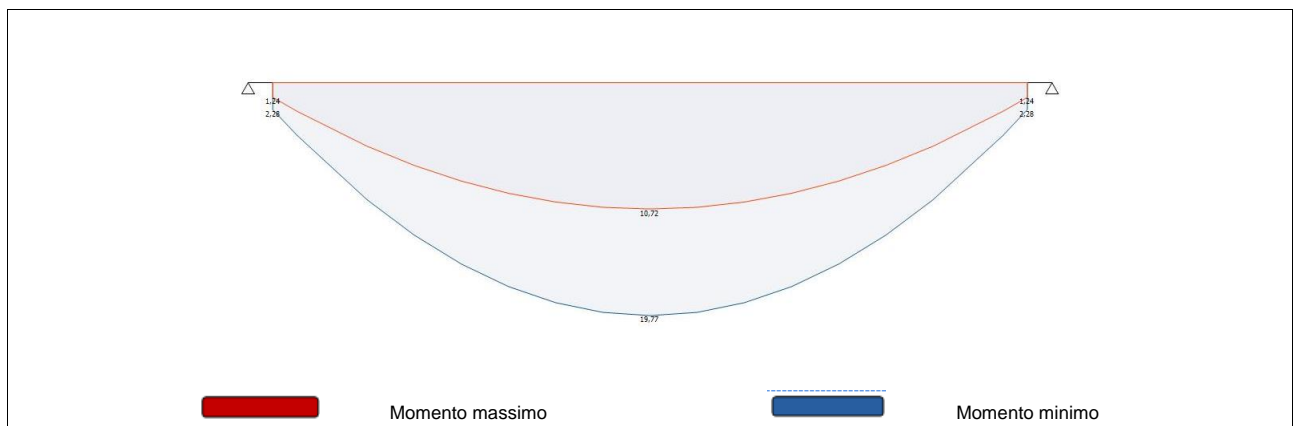 1,24 1,24
2,28 2,28
10,72
19,77
Momento massimo Momento minimo